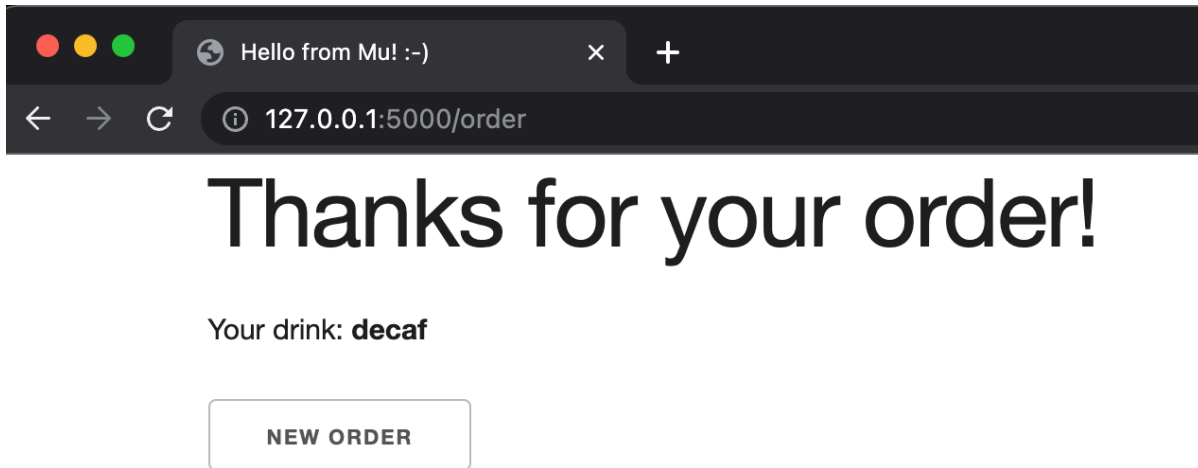 Hello from Mu! :-)
127.0.0.1:5000/order
Thanks for your order!
Your drink: decaf
NEW ORDER